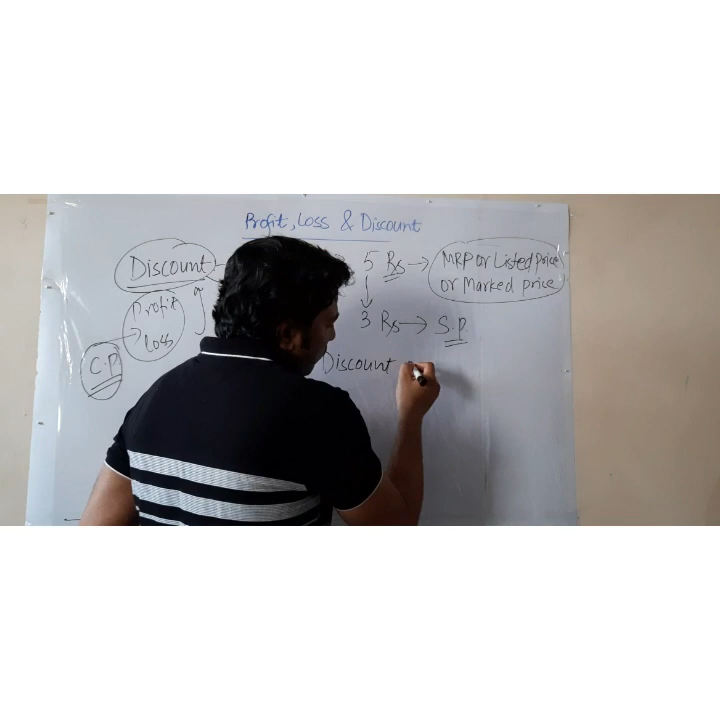 Profit, Loss & Discount
Discount
5 Rs → MRP or Listed price
or Marked price
Profit
Loss
3 Rs → S.P.
C.P.
Discount